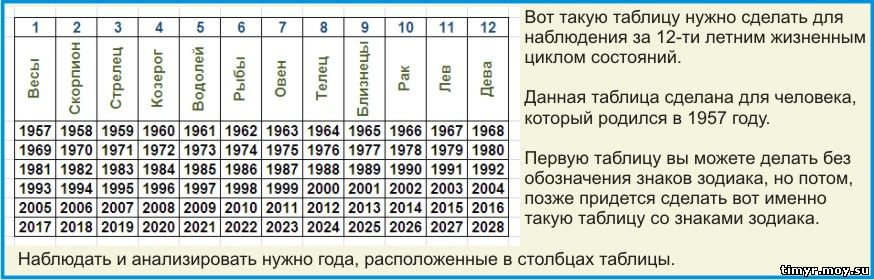 1 2 3 4 5 6 7 8 9 10 11 12
Весы Скорпион Стрелец Козерог Водолей Рыбы Овен Телец Близнецы Рак Лев Дева
1957 1958 1959 1960 1961 1962 1963 1964 1965 1966 1967 1968
1969 1970 1971 1972 1973 1974 1975 1976 1977 1978 1979 1980
1981 1982 1983 1984 1985 1986 1987 1988 1989 1990 1991 1992
1993 1994 1995 1996 1997 1998 1999 2000 2001 2002 2003 2004
2005 2006 2007 2008 2009 2010 2011 2012 2013 2014 2015 2016
2017 2018 2019 2020 2021 2022 2023 2024 2025 2026 2027 2028
Вот такую таблицу нужно сделать для
наблюдения за 12-ти летним жизненным
циклом состояний.
Данная таблица сделана для человека,
который родился в 1957 году.
Первую таблицу вы можете делать без
обозначения знаков зодиака, но потом,
позже придется сделать вот именно
такую таблицу со знаками зодиака.
Наблюдать и анализировать нужно года, расположенные в столбцах таблицы.
timyr.moy.su